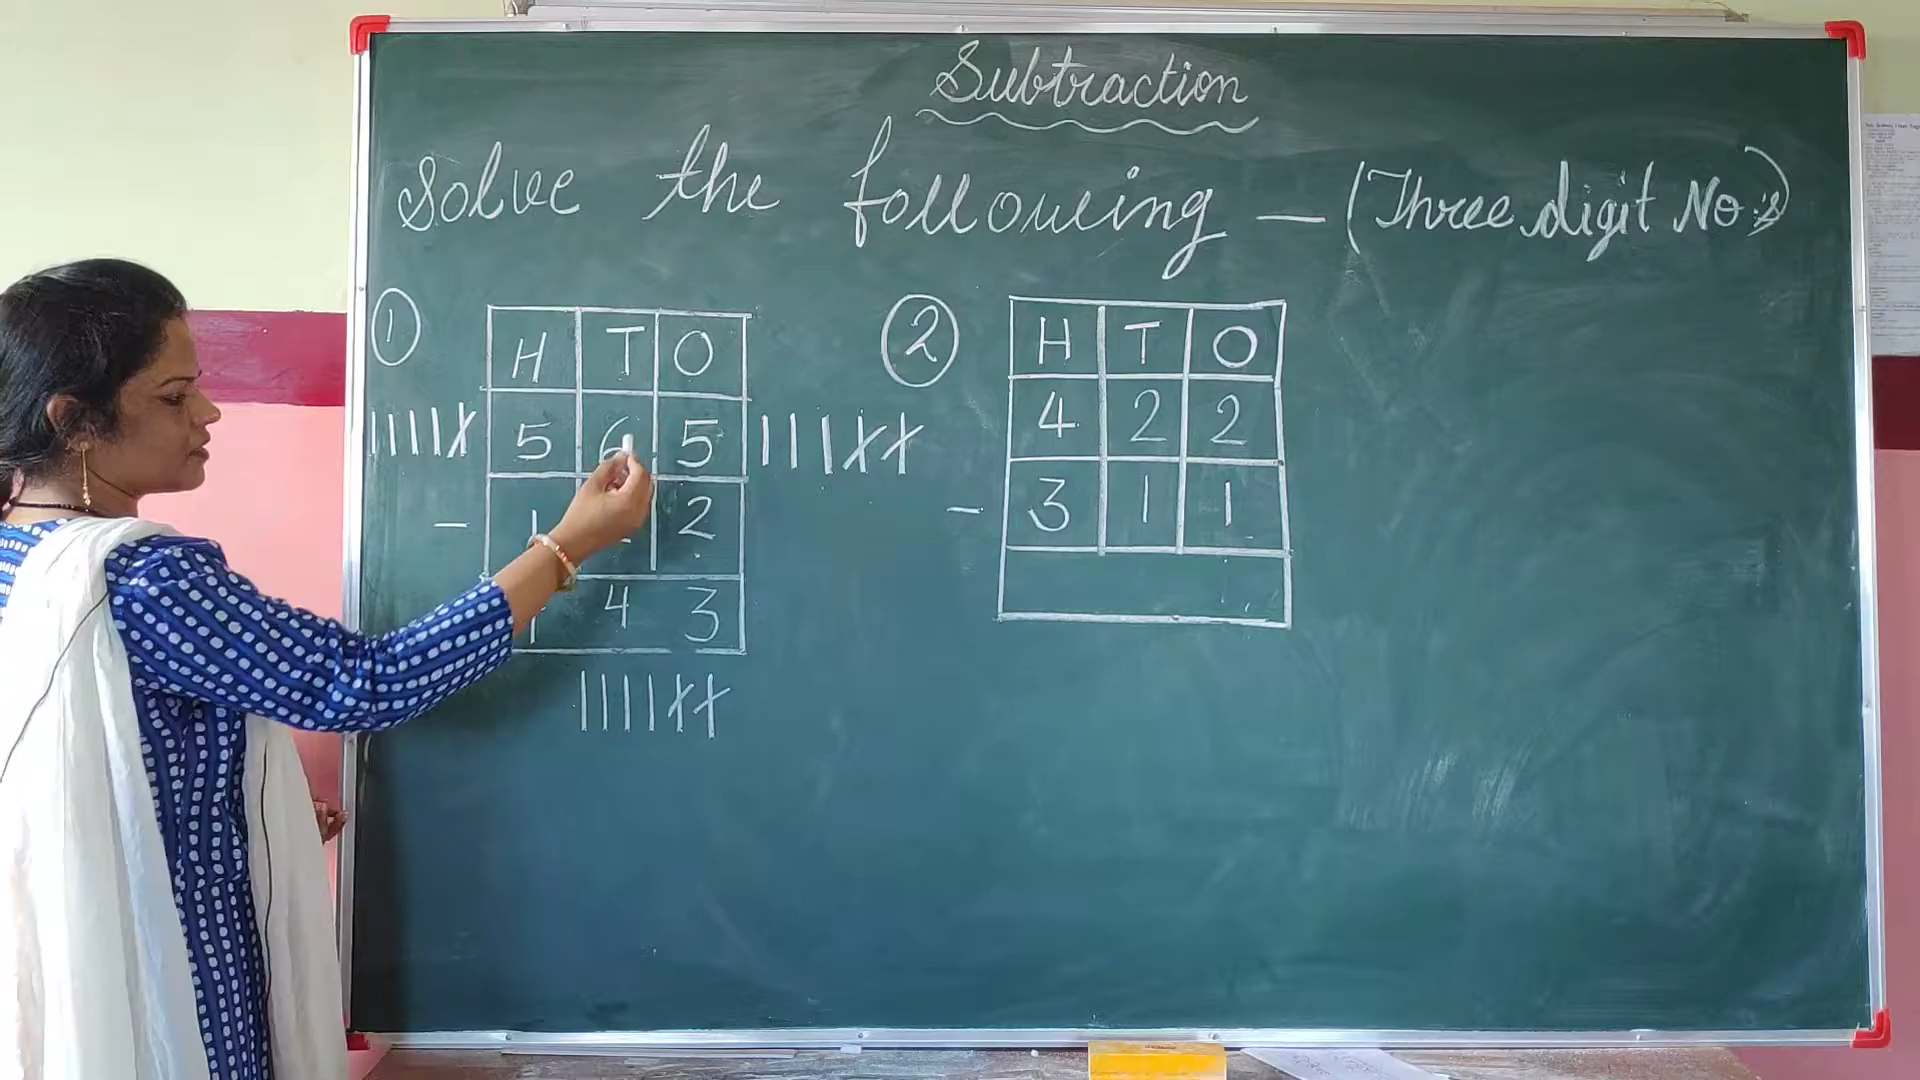 Subtraction
Solve the following — (Three digit No.'s)
1
H T O
5 6 5
- 1 2
4 3
2
H T O
4 2 2
- 3 1 1